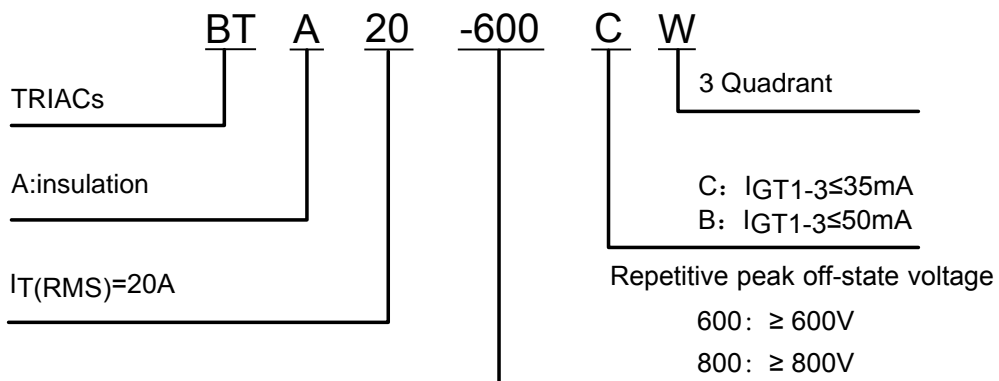 BT A 20 -600 C W
TRIACs
3 Quadrant
A:insulation
C：IGT1-3≤35mA
B：IGT1-3≤50mA
IT(RMS)=20A
Repetitive peak off-state voltage
600：≥ 600V
800：≥ 800V